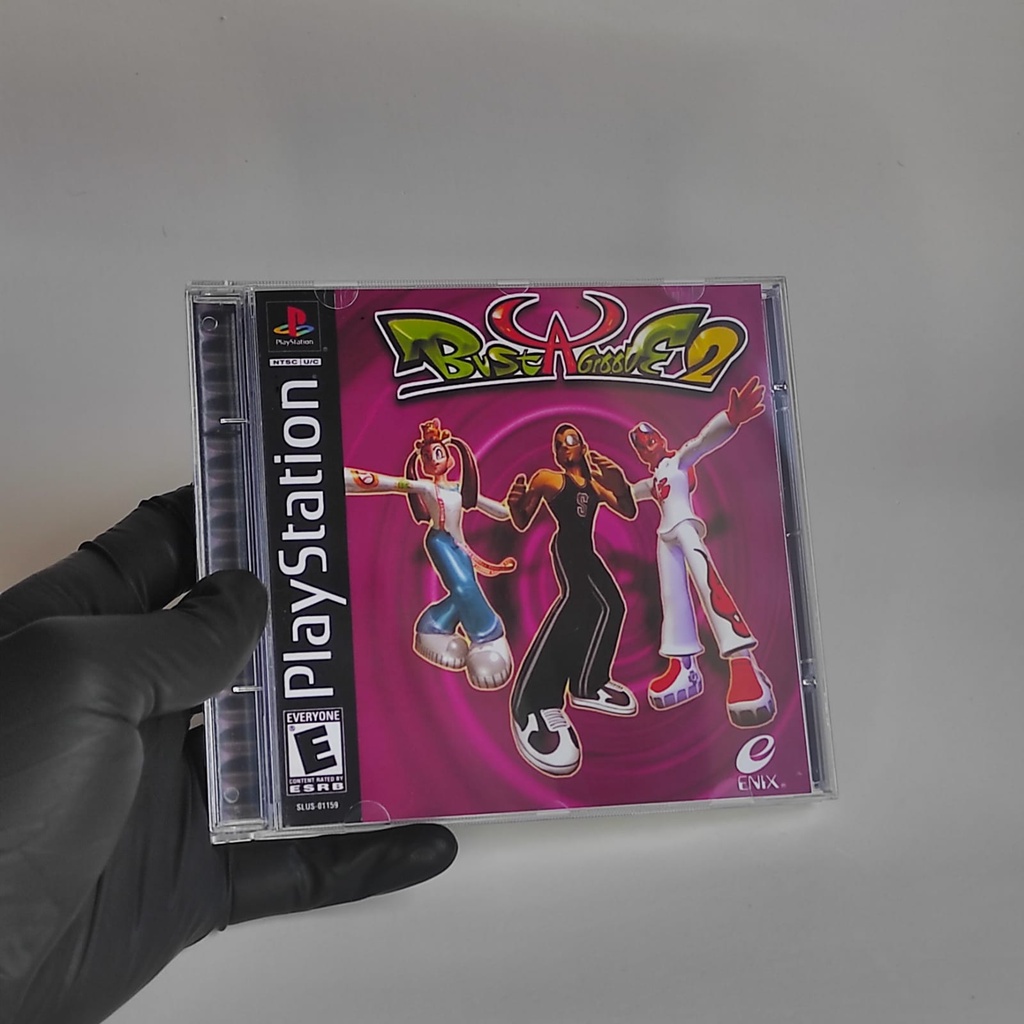 PlayStation
NTSC U/C
PlayStation
BUST A GROOVE 2
S
EVERYONE
E
CONTENT RATED BY
ESRB
SLUS-01159
ENIX